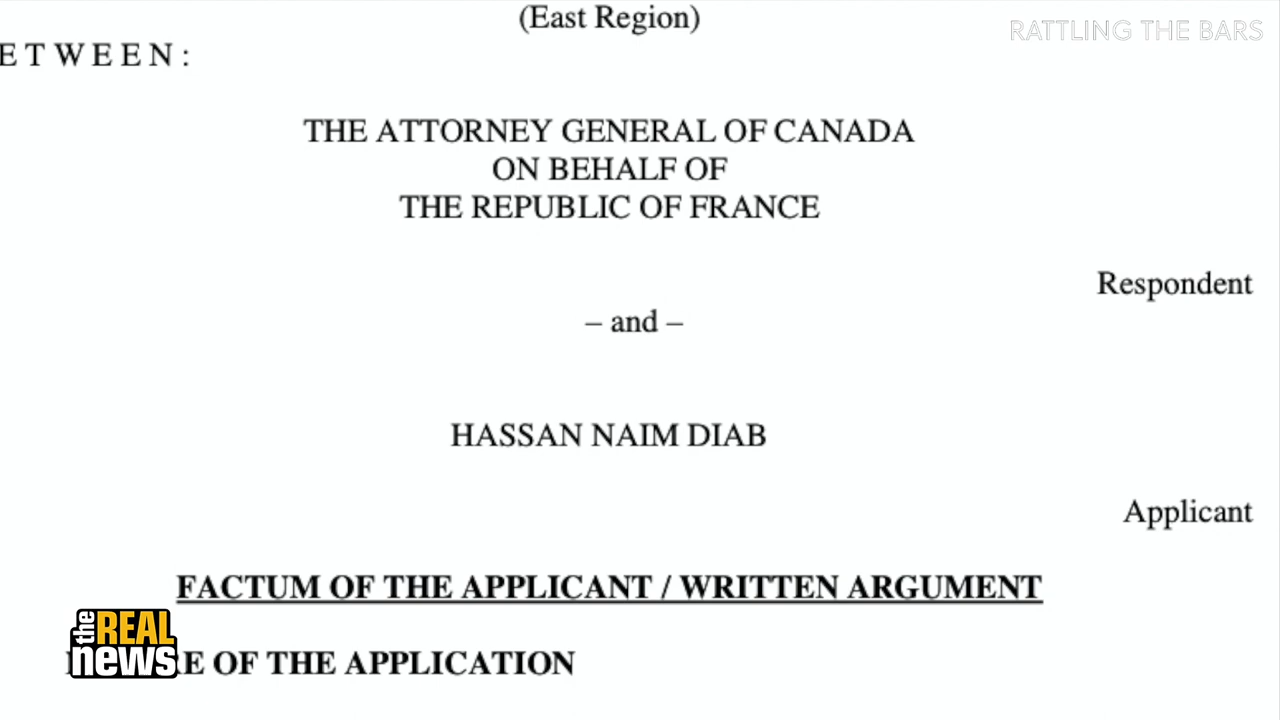 (East Region)
RATTLING THE BARS
ETWEEN:
THE ATTORNEY GENERAL OF CANADA
ON BEHALF OF
THE REPUBLIC OF FRANCE
Respondent
– and –
HASSAN NAIM DIAB
Applicant
FACTUM OF THE APPLICANT / WRITTEN ARGUMENT
the REAL news
E OF THE APPLICATION